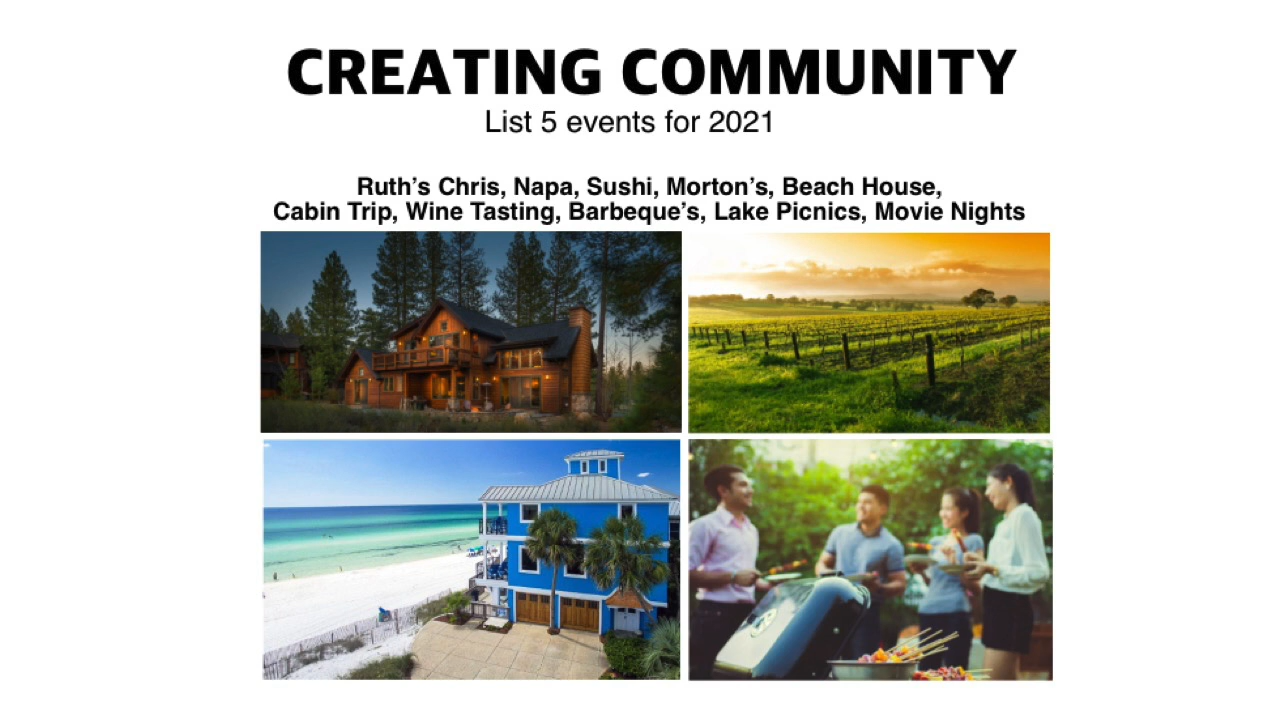 CREATING COMMUNITY
List 5 events for 2021
Ruth’s Chris, Napa, Sushi, Morton’s, Beach House,
Cabin Trip, Wine Tasting, Barbeque’s, Lake Picnics, Movie Nights